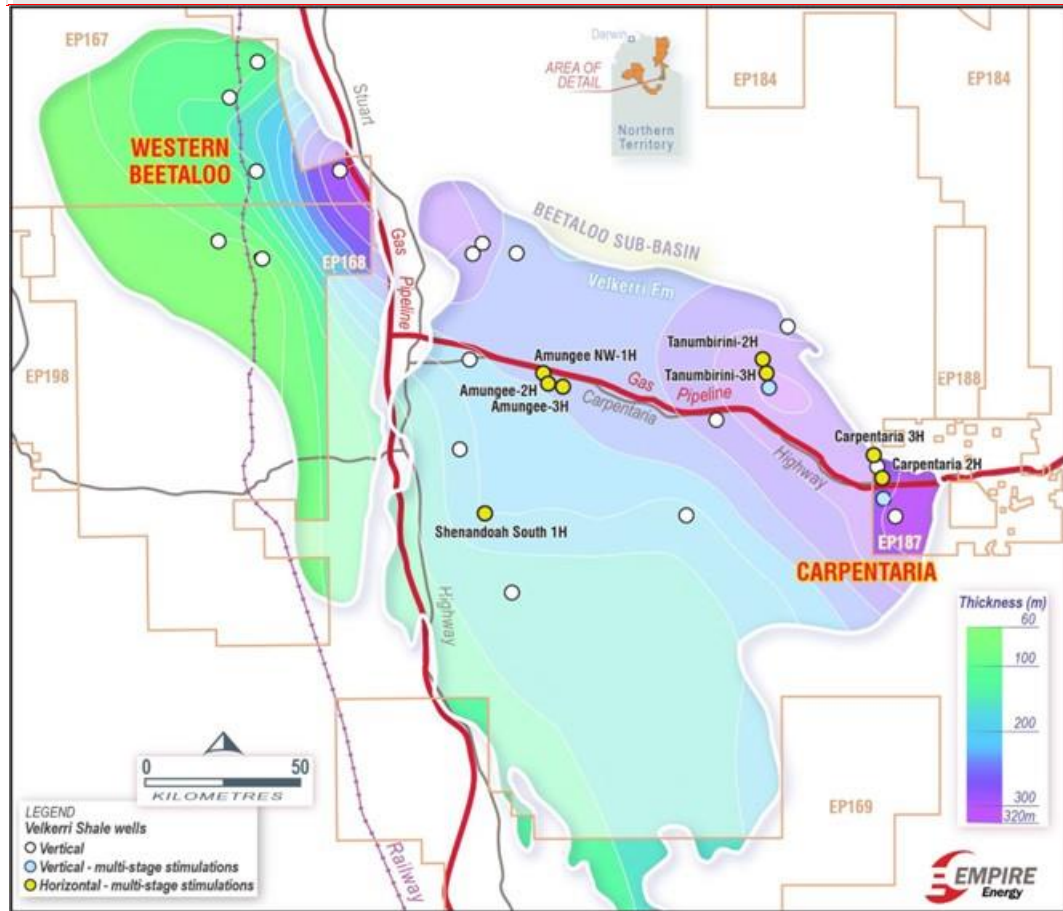 EP167
Darwin
AREA OF
DETAIL
EP184
EP184
Northern
Territory
Stuart
WESTERN
BEETALOO
BEETALOO SUB-BASIN
EP168
Gas
Pipeline
Velkerri Fm
Tanumbirini-2H
Amungee NW-1H
Tanumbirini-3H
EP198
Amungee-2H
Gas
Pipeline
Amungee-3H
Carpentaria
EP188
Carpentaria 3H
Highway
Carpentaria 2H
Shenandoah South 1H
EP187
CARPENTARIA
Highway
Thickness (m)
60
100
200
300
320m
0
50
KILOMETRES
EP169
LEGEND
Velkerri Shale wells
Vertical
Vertical - multi-stage stimulations
Horizontal - multi-stage stimulations
Railway
EMPIRE
Energy